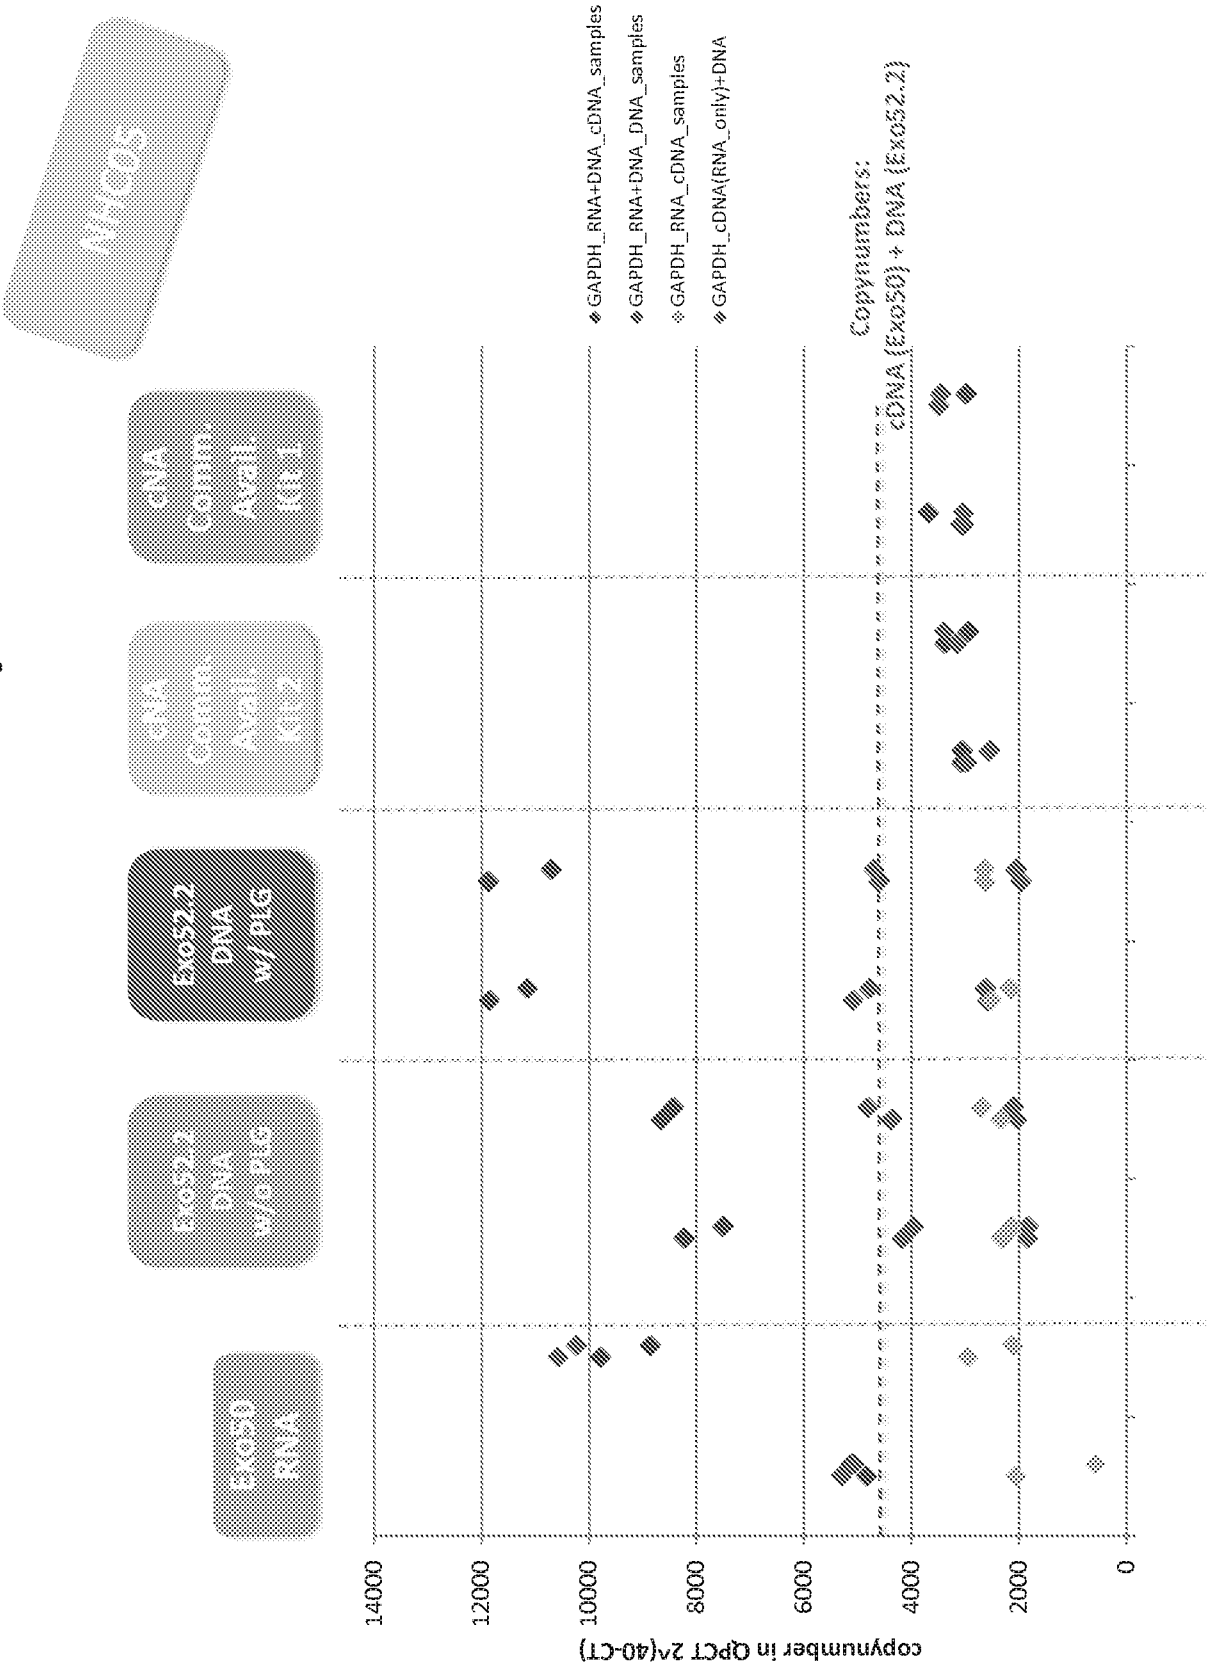 NHC05
Exo50
RNA
Exo52.2
DNA
w/o PLG
Exo52.2
DNA
w/ PLG
cNA
Comm.
Avail
Kit 2
cNA
Comm.
Avail
Kit 1
copynumber in QPCT 2^(40-CT)
14000
12000
10000
8000
6000
4000
2000
0
GAPDH_RNA+DNA_cDNA_samples
GAPDH_RNA+DNA_DNA_samples
GAPDH_RNA_cDNA_samples
GAPDH_cDNA(RNA_only)+DNA
Copynumbers:
cDNA (Exo50) + DNA (Exo52.2)